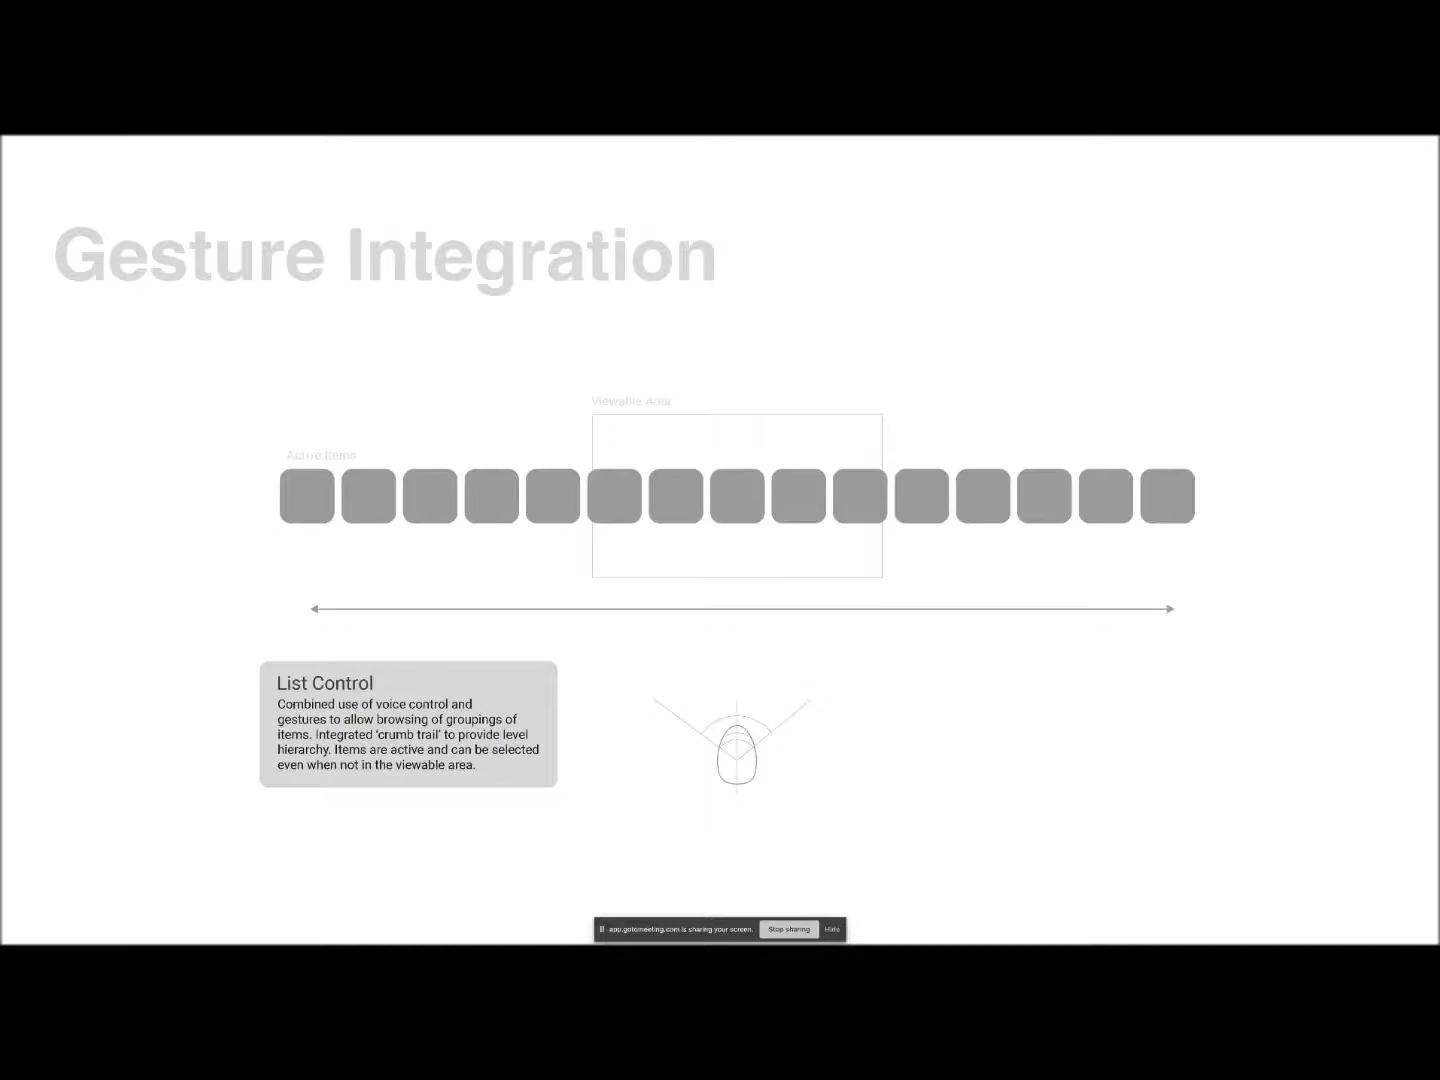 Gesture Integration
Viewable Area
Active Items
List Control
Combined use of voice control and
gestures to allow browsing of groupings of
items. Integrated ‘crumb trail’ to provide level
hierarchy. Items are active and can be selected
even when not in the viewable area.
app.gotomeeting.com is sharing your screen. Stop sharing Hide